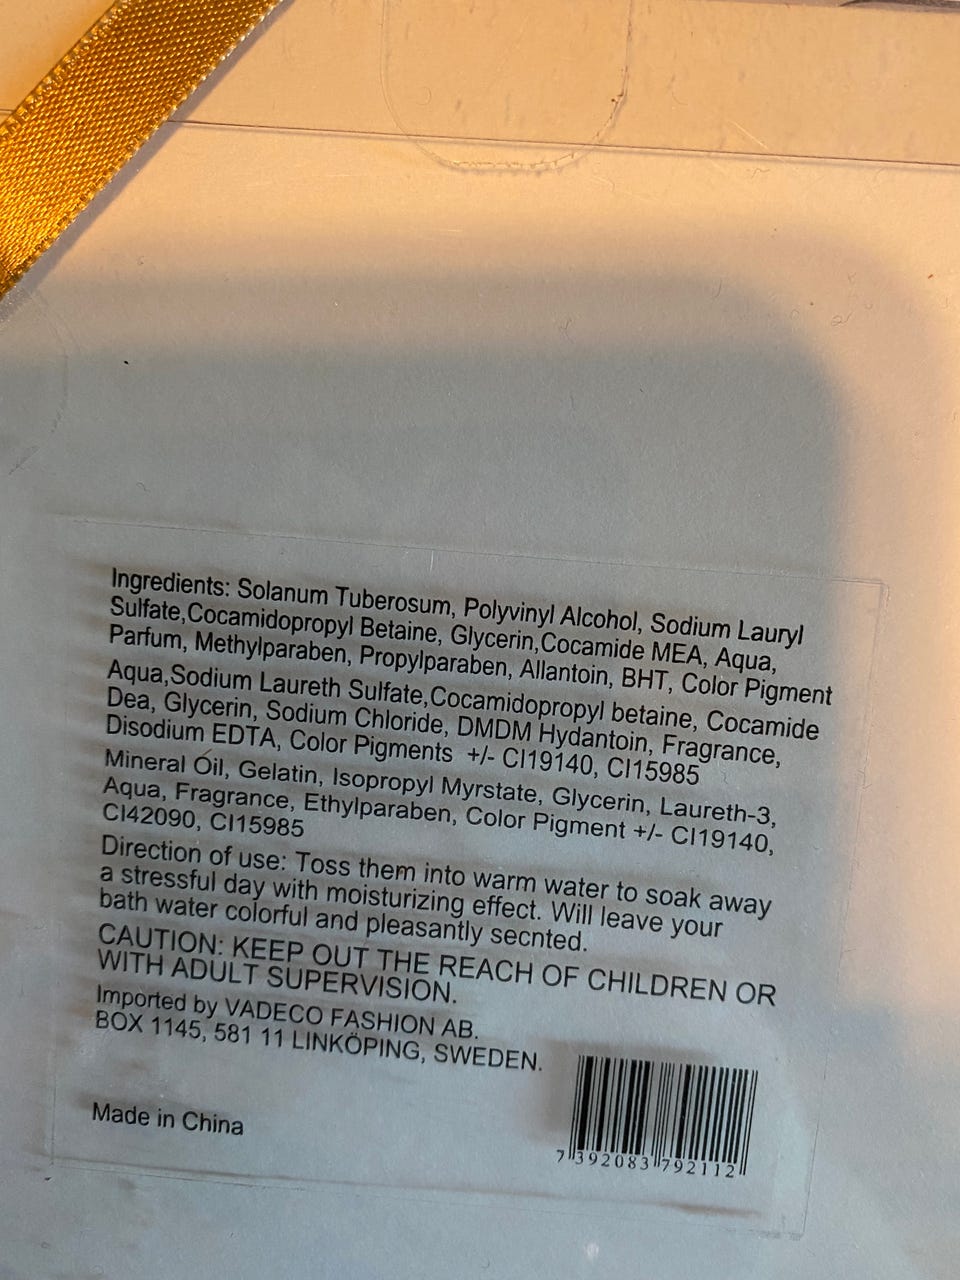 Ingredients: Solanum Tuberosum, Polyvinyl Alcohol, Sodium Lauryl
Sulfate,Cocamidopropyl Betaine, Glycerin,Cocamide MEA, Aqua,
Parfum, Methylparaben, Propylparaben, Allantoin, BHT, Color Pigment
Aqua,Sodium Laureth Sulfate,Cocamidopropyl betaine, Cocamide
Dea, Glycerin, Sodium Chloride, DMDM Hydantoin, Fragrance,
Disodium EDTA, Color Pigments +/- CI19140, CI15985
Mineral Oil, Gelatin, Isopropyl Myrstate, Glycerin, Laureth-3,
Aqua, Fragrance, Ethylparaben, Color Pigment +/- CI19140,
CI42090, CI15985
Direction of use: Toss them into warm water to soak away
a stressful day with moisturizing effect. Will leave your
bath water colorful and pleasantly secnted.
CAUTION: KEEP OUT THE REACH OF CHILDREN OR
WITH ADULT SUPERVISION.
Imported by VADECO FASHION AB.
BOX 1145, 581 11 LINKÖPING, SWEDEN.
Made in China
7 392083 792112